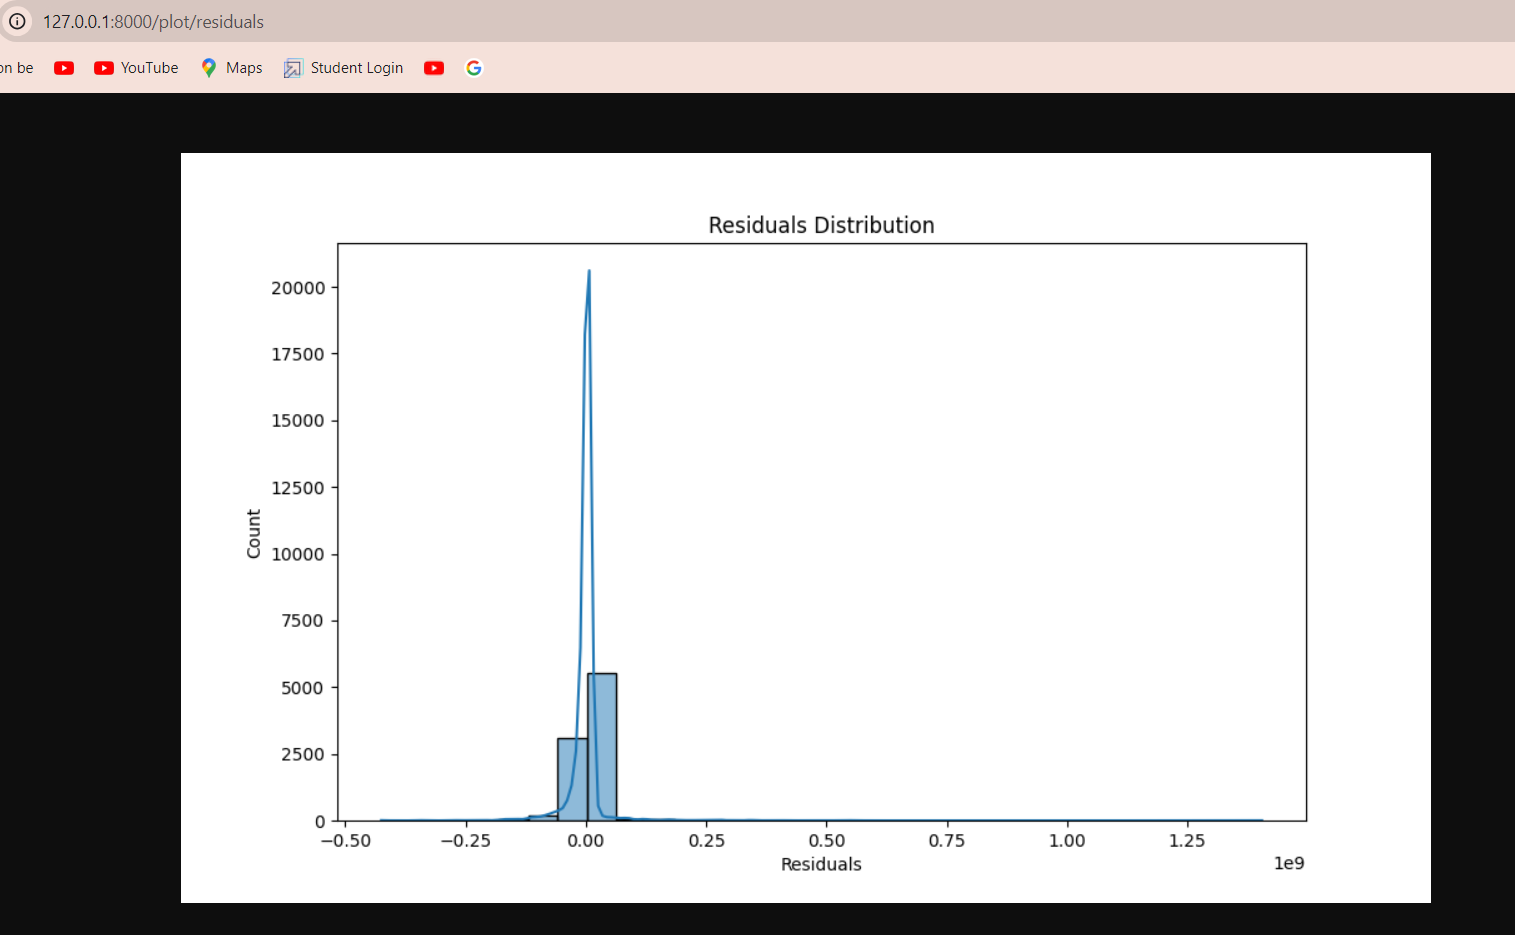 127.0.0.1:8000/plot/residuals
on be YouTube Maps Student Login
Residuals Distribution
20000
17500
15000
12500
10000
7500
5000
2500
0
Count
−0.50 −0.25 0.00 0.25 0.50 0.75 1.00 1.25
1e9
Residuals